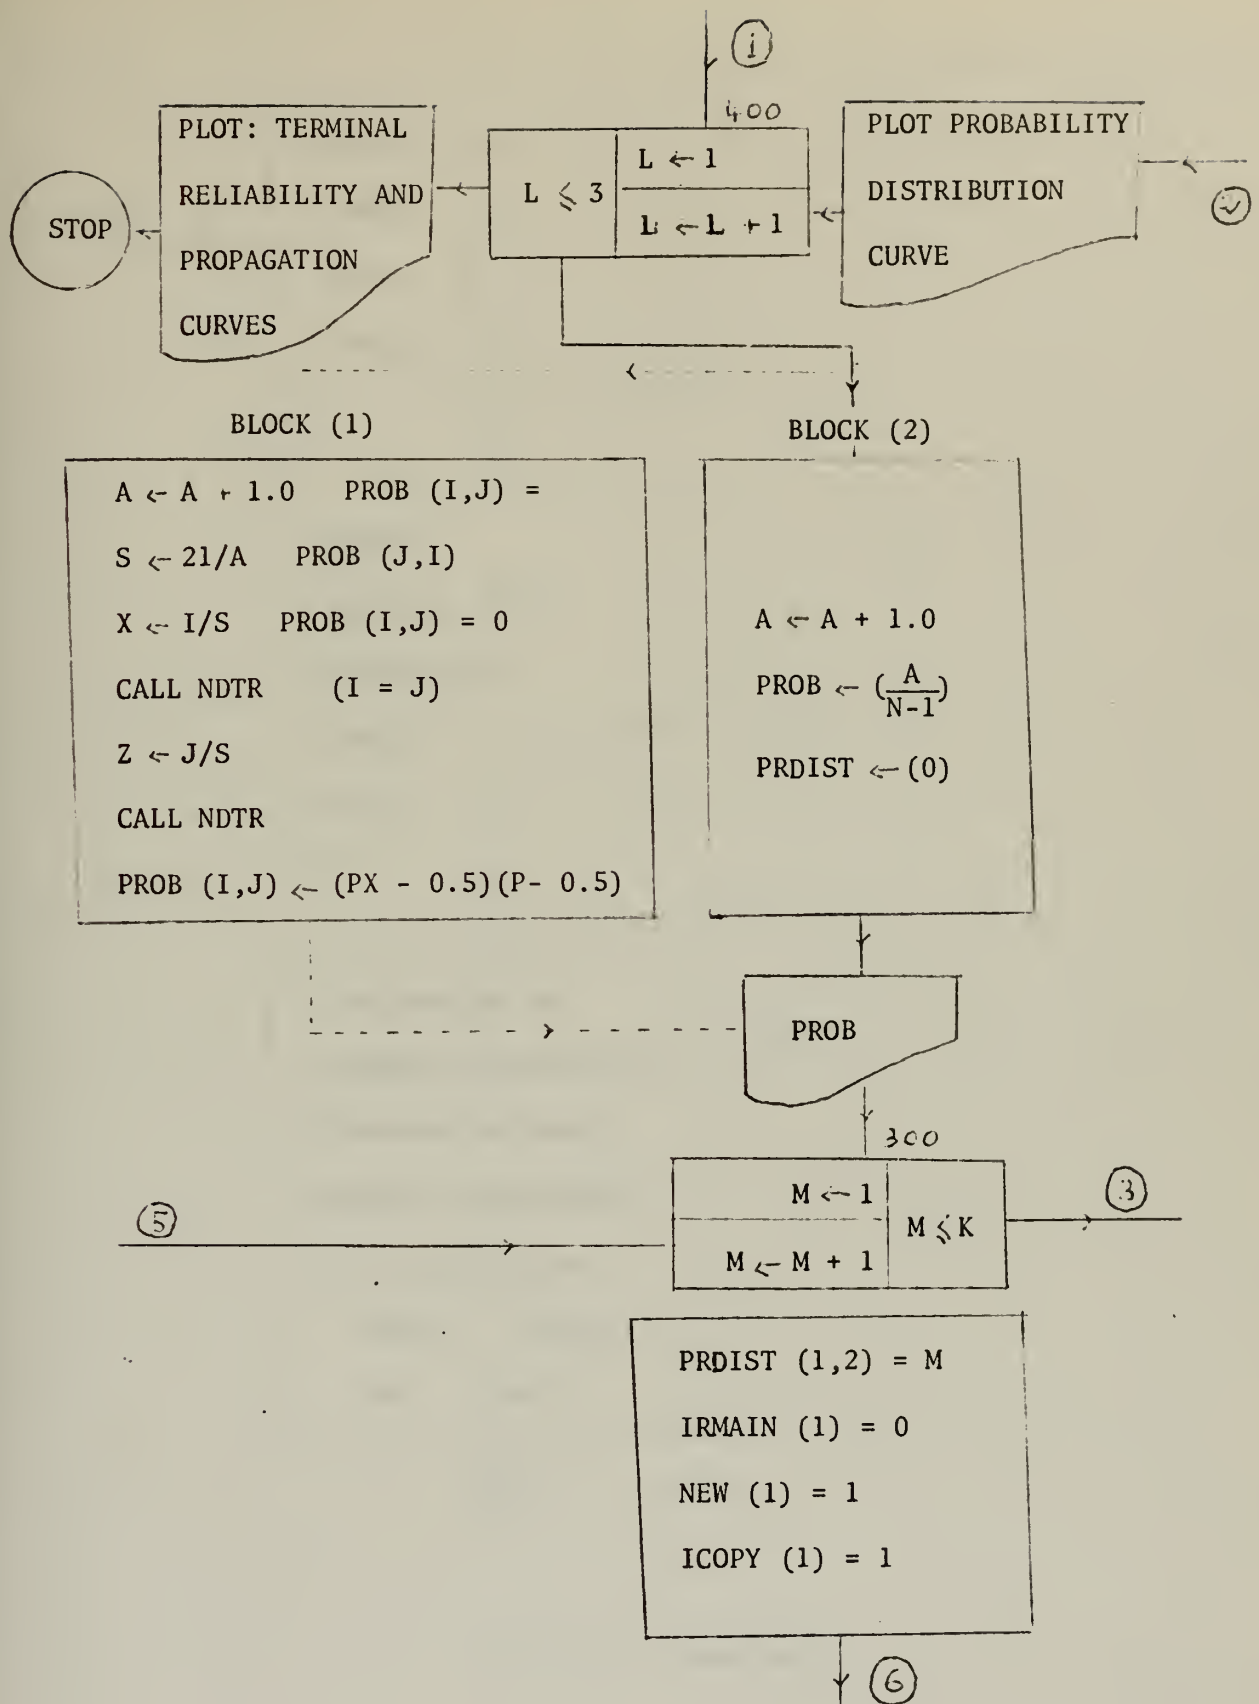 1
400
PLOT: TERMINAL
RELIABILITY AND
PROPAGATION
CURVES
STOP
L ≤ 3
L ← 1
L ← L + 1
PLOT PROBABILITY
DISTRIBUTION
CURVE
2
BLOCK (1)
A ← A + 1.0 PROB (I,J) =
S ← 21/A PROB (J,I)
X ← I/S PROB (I,J) = 0
CALL NDTR (I = J)
Z ← J/S
CALL NDTR
PROB (I,J) ← (PX - 0.5)(P- 0.5)
BLOCK (2)
A ← A + 1.0
PROB ← (A/N-1)
PRDIST ← (0)
PROB
300
5
M ← 1
M ← M + 1
M ≤ K
3
PRDIST (1,2) = M
IRMAIN (1) = 0
NEW (1) = 1
ICOPY (1) = 1
6